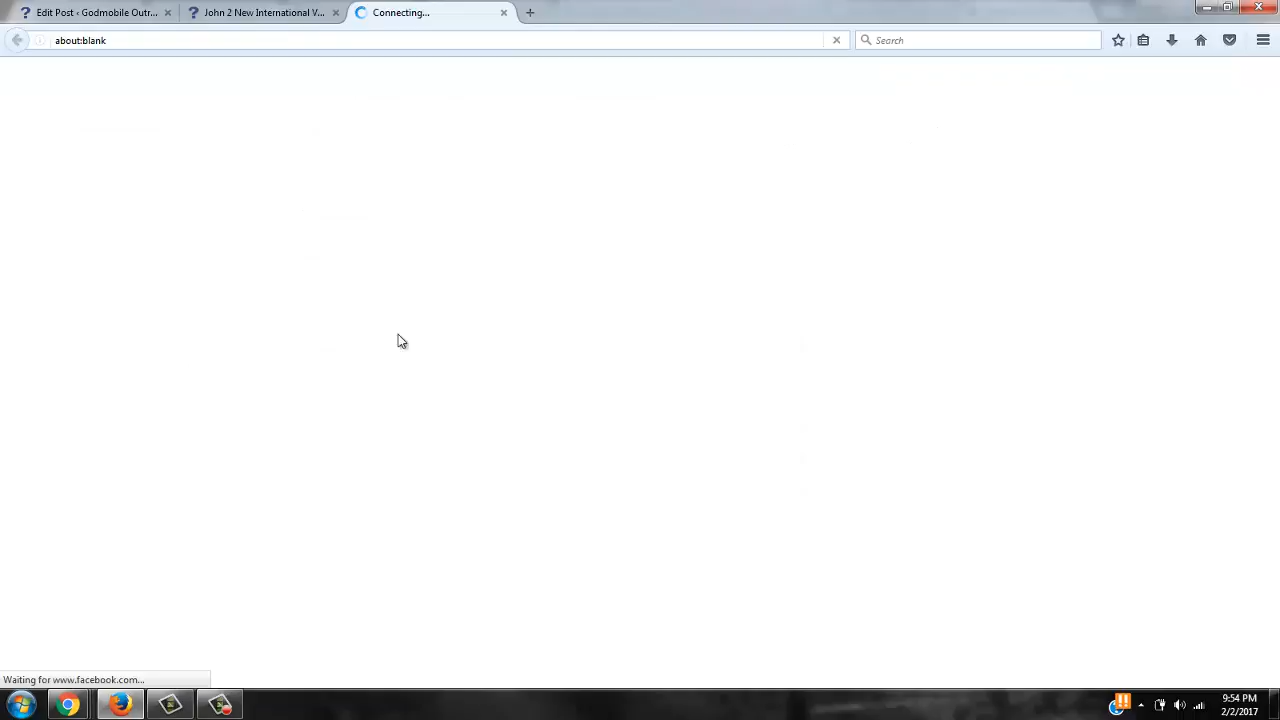 Edit Post ‹ Godmobile Outr...
John 2 New International V...
Connecting...
about:blank
Search
Waiting for www.facebook.com...
9:54 PM
2/2/2017